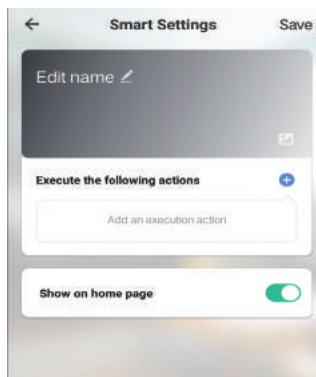 Smart Settings
Save
Edit name
Execute the following actions
Add an execution action
Show on home page